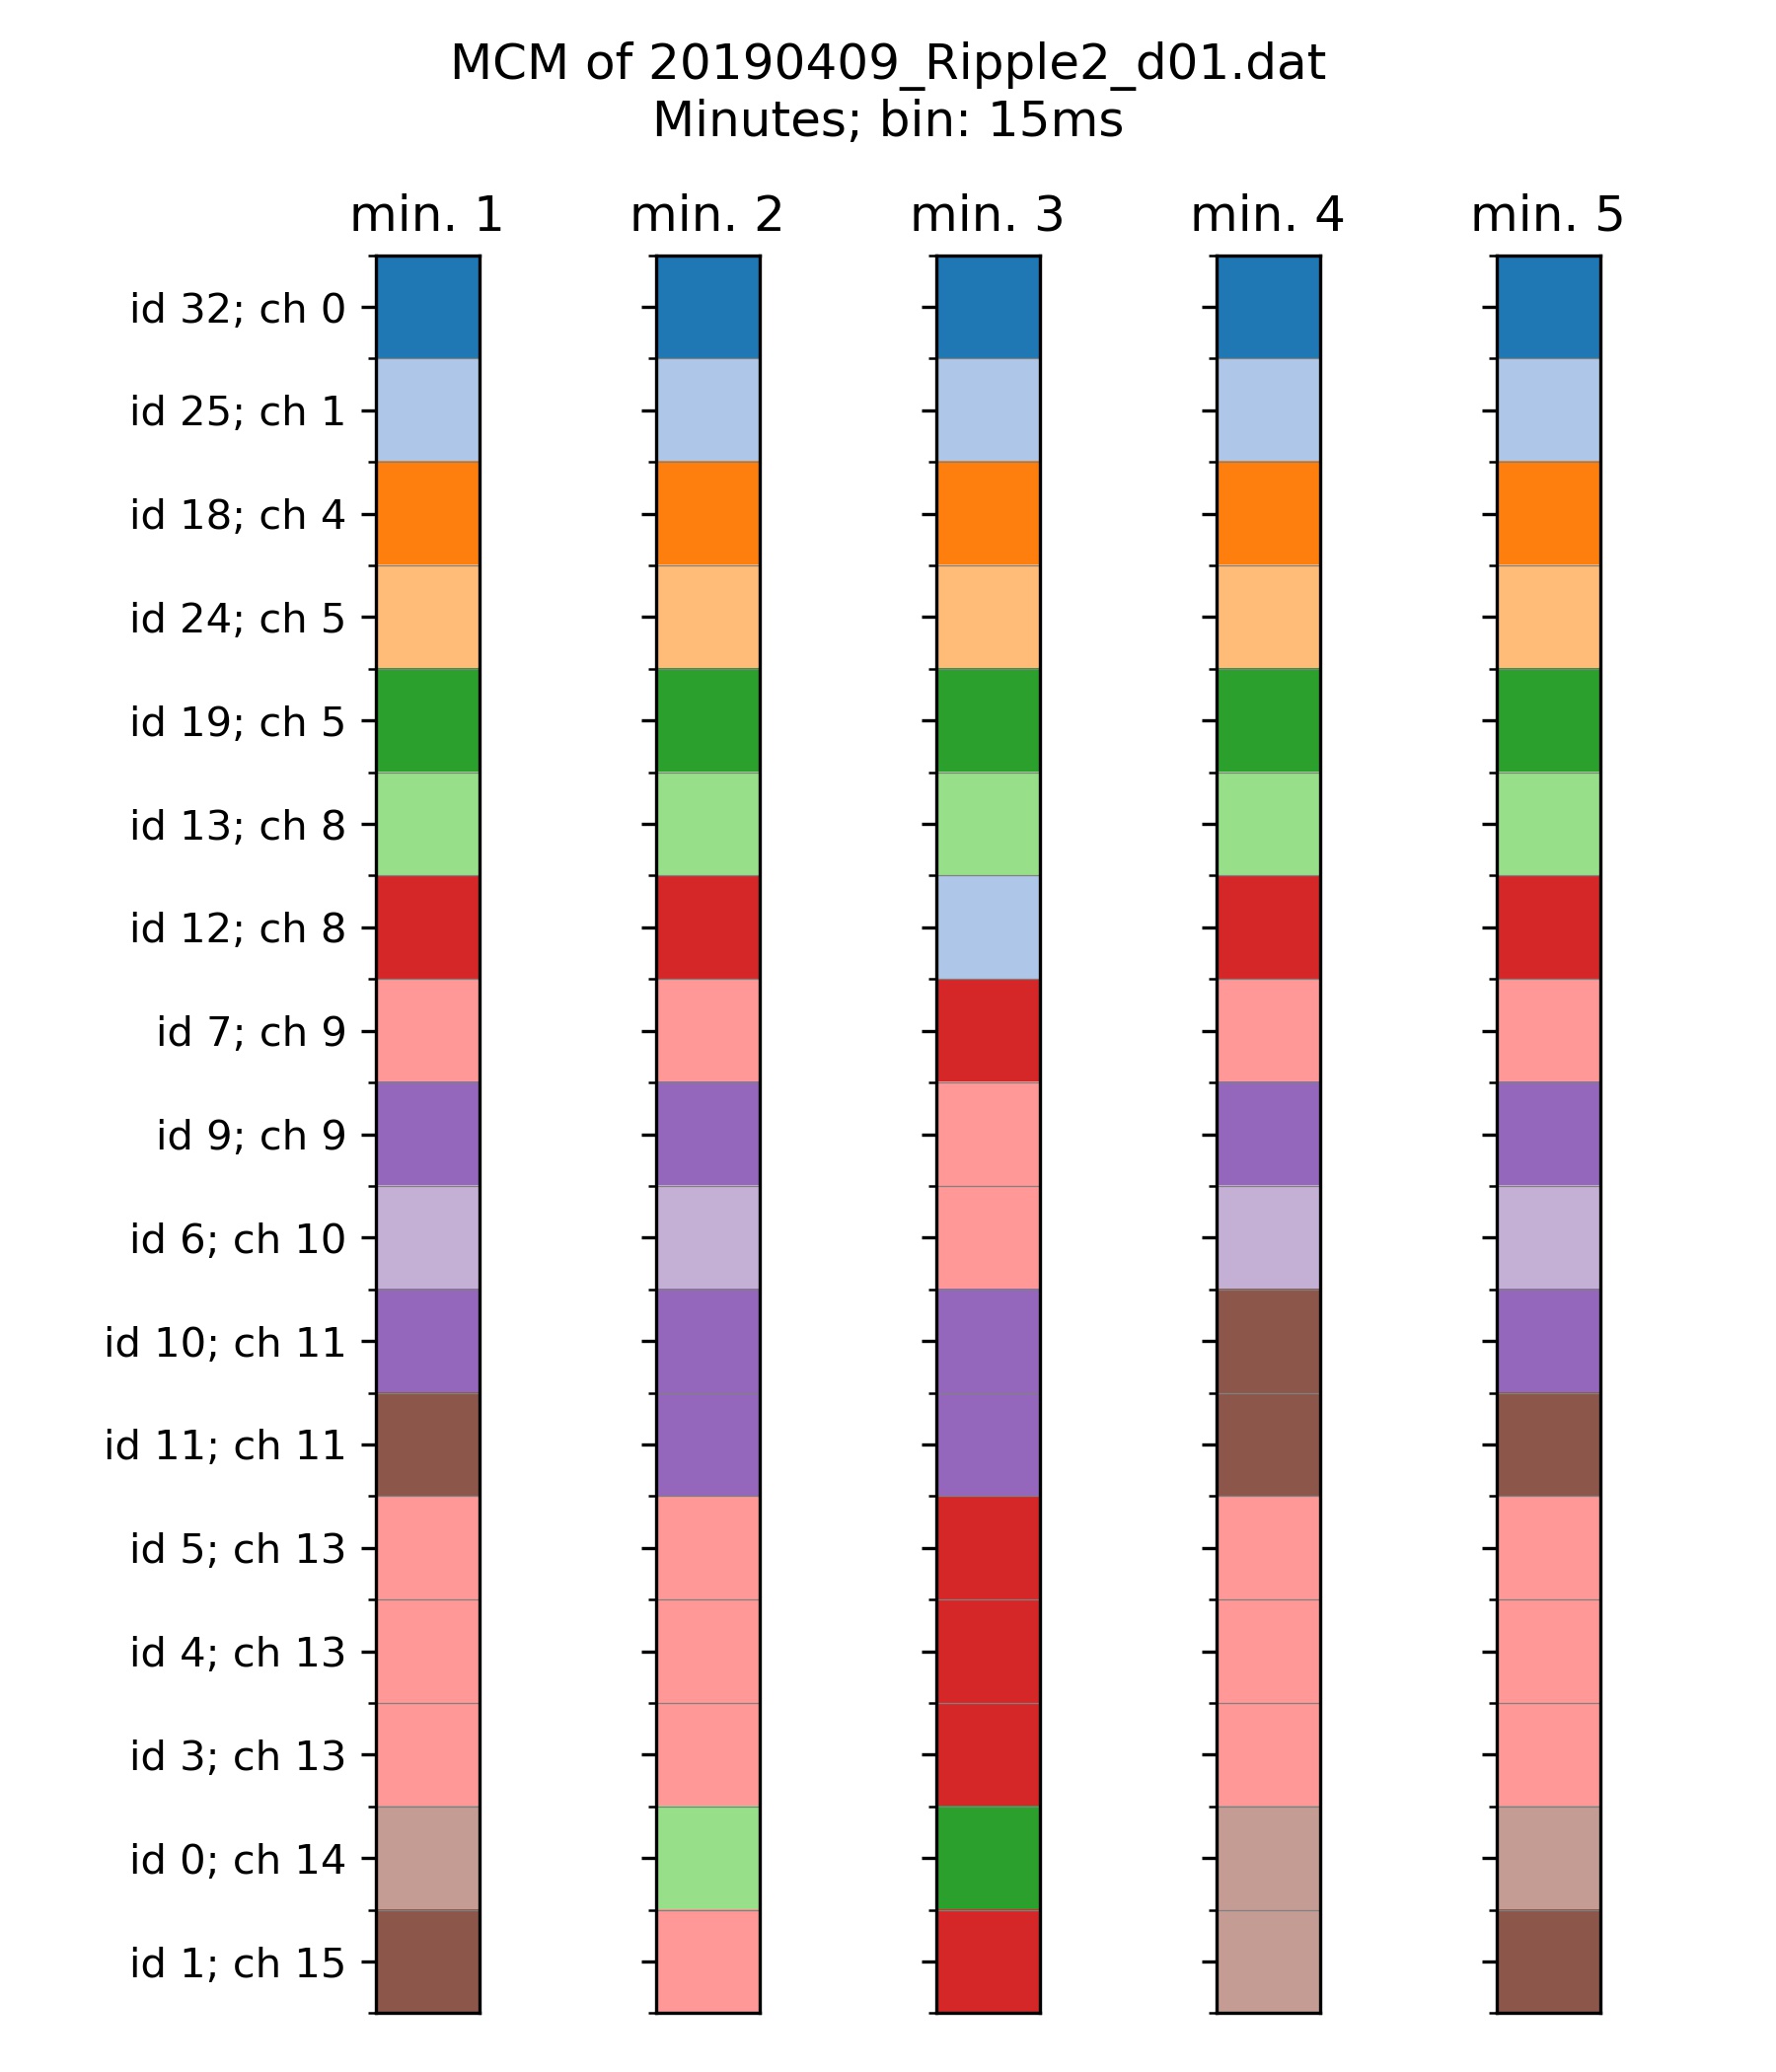 MCM of 20190409_Ripple2_d01.dat
Minutes; bin: 15ms
min. 1 min. 2 min. 3 min. 4 min. 5
id 32; ch 0
id 25; ch 1
id 18; ch 4
id 24; ch 5
id 19; ch 5
id 13; ch 8
id 12; ch 8
id 7; ch 9
id 9; ch 9
id 6; ch 10
id 10; ch 11
id 11; ch 11
id 5; ch 13
id 4; ch 13
id 3; ch 13
id 0; ch 14
id 1; ch 15